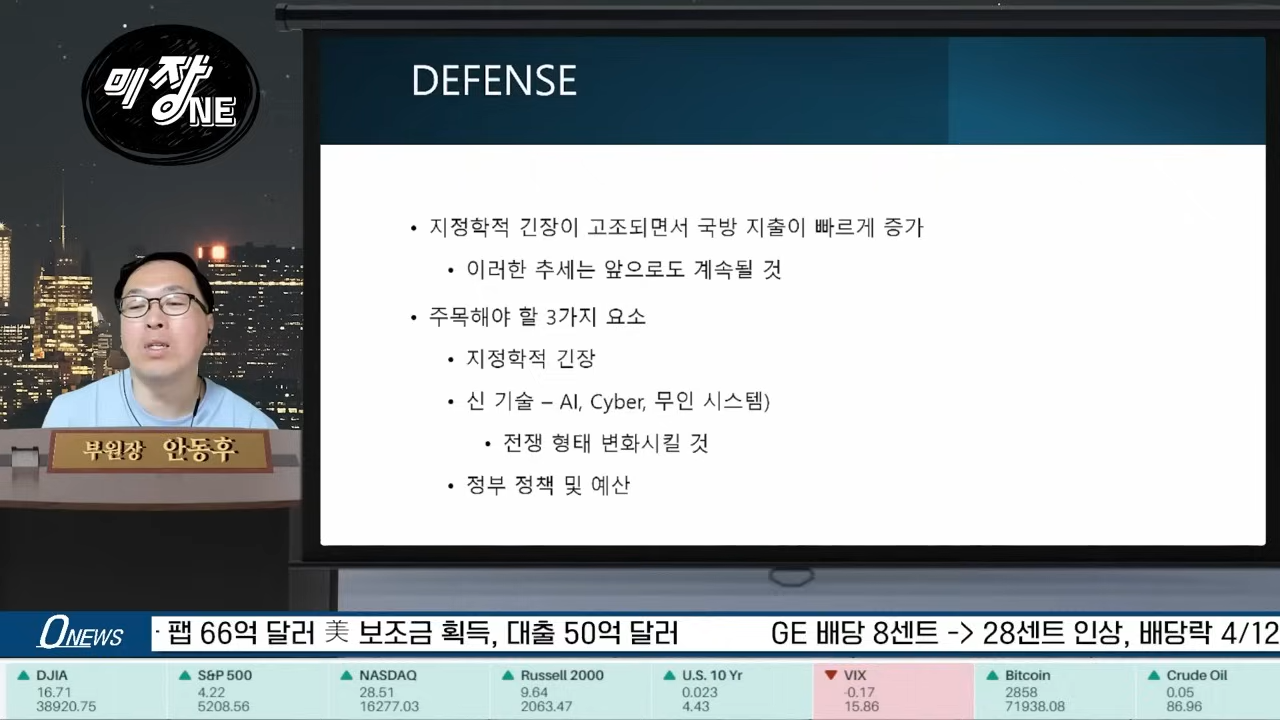 미장
NE
DEFENSE
• 지정학적 긴장이 고조되면서 국방 지출이 빠르게 증가
• 이러한 추세는 앞으로도 계속될 것
• 주목해야 할 3가지 요소
• 지정학적 긴장
• 신 기술 – AI, Cyber, 무인 시스템)
• 전쟁 형태 변화시킬 것
• 정부 정책 및 예산
부원장 안동후
ONEWS
· 팹 66억 달러 美 보조금 획득, 대출 50억 달러 GE 배당 8센트 -> 28센트 인상, 배당락 4/12
▲ DJIA
16.71
38920.75
▲ S&P 500
4.22
5208.56
▲ NASDAQ
28.51
16277.03
▲ Russell 2000
9.64
2063.47
▲ U.S. 10 Yr
0.023
4.43
▼ VIX
-0.17
15.86
▲ Bitcoin
2858
71938.08
▲ Crude Oil
0.05
86.96